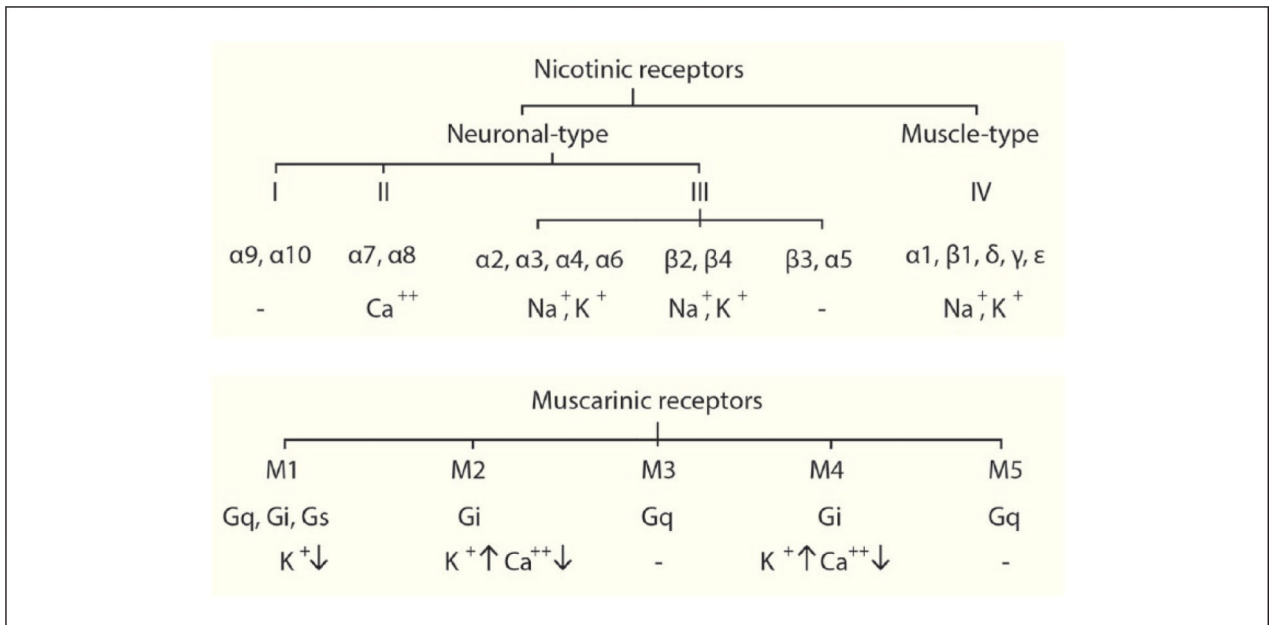 Nicotinic receptors
Neuronal-type Muscle-type
I II III IV
α9, α10 α7, α8 α2, α3, α4, α6 β2, β4 β3, α5 α1, β1, δ, γ, ε
- Ca++ Na+, K+ Na+, K+ - Na+, K+
Muscarinic receptors
M1 M2 M3 M4 M5
Gq, Gi, Gs Gi Gq Gi Gq
K+↓ K+↑ Ca++↓ - K+↑ Ca++↓ -